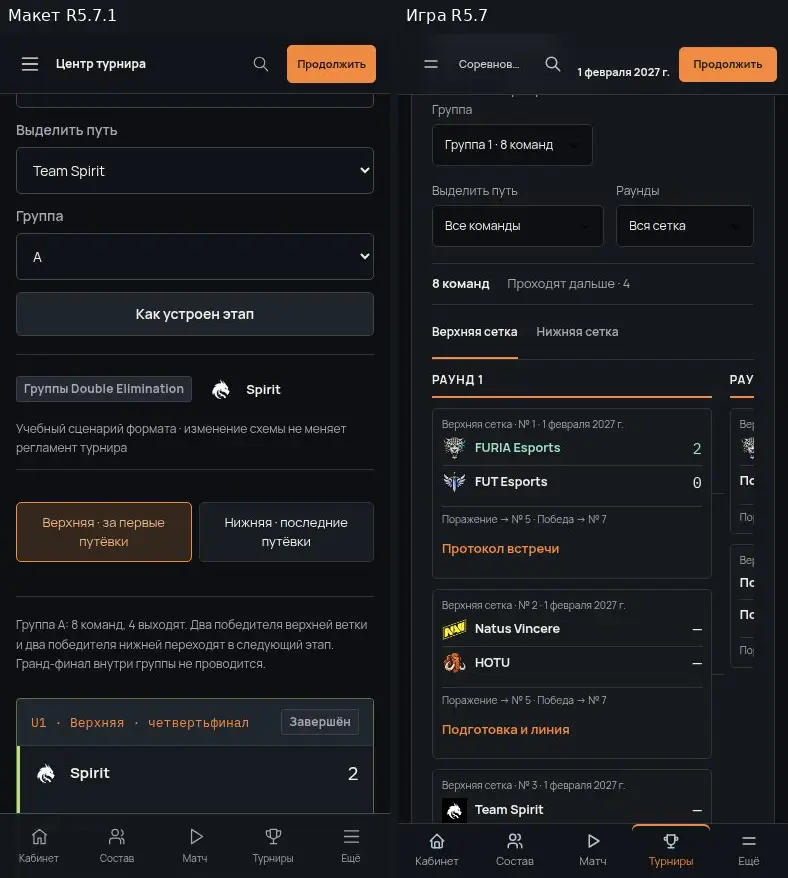 Макет R5.7.1
Центр турнира
Продолжить
Выделить путь
Team Spirit
Группа
A
Как устроен этап
Группы Double Elimination
Spirit
Учебный сценарий формата · изменение схемы не меняет
регламент турнира
Верхняя · за первые
путёвки
Нижняя · последние
путёвки
Группа A: 8 команд, 4 выходят. Два победителя верхней ветки
и два победителя нижней переходят в следующий этап.
Гранд-финал внутри группы не проводится.
U1 · Верхняя · четвертьфинал
Завершён
Spirit
2
Кабинет
Состав
Матч
Турниры
Ещё
Игра R5.7
Соревнов...
1 февраля 2027 г.
Продолжить
Группа
Группа 1 · 8 команд
Выделить путь
Раунды
Все команды
Вся сетка
8 команд
Проходят дальше · 4
Верхняя сетка
Нижняя сетка
РАУНД 1
РАУ
Верхняя сетка · № 1 · 1 февраля 2027 г.
FURIA Esports
2
FUT Esports
0
Поражение → № 5 · Победа → № 7
Протокол встречи
Верхняя сетка · № 2 · 1 февраля 2027 г.
Natus Vincere
–
HOTU
–
Поражение → № 5 · Победа → № 7
Подготовка и линия
Верхняя сетка · № 3 · 1 февраля 2027 г.
Team Spirit
–
Кабинет
Состав
Матч
Турниры
Ещё